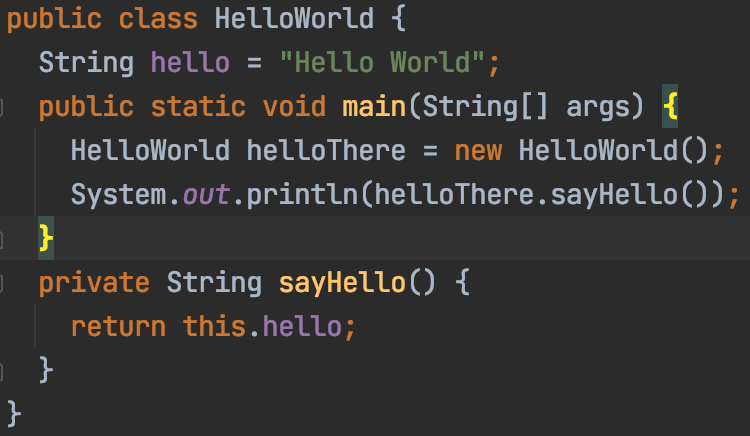 public class HelloWorld {
  String hello = "Hello World";
  public static void main(String[] args) {
    HelloWorld helloThere = new HelloWorld();
    System.out.println(helloThere.sayHello());
  }
  private String sayHello() {
    return this.hello;
  }
}